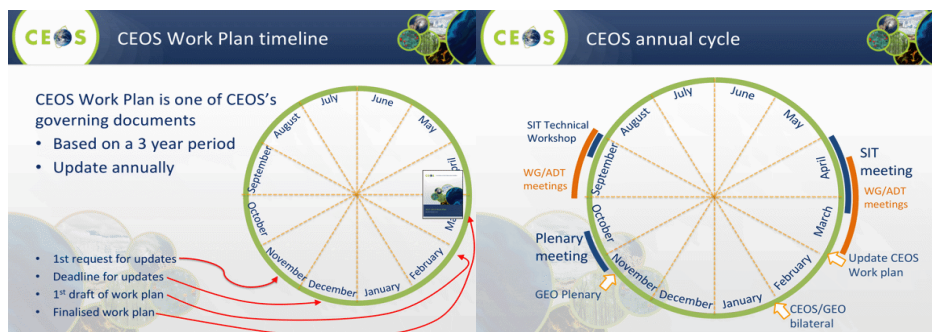 CEOS
CEOS Work Plan timeline
CEOS Work Plan is one of CEOS's
governing documents
• Based on a 3 year period
• Update annually
July
June
May
August
September
October
November
December
January
February
• 1st request for updates
• Deadline for updates
• 1st draft of work plan
• Finalised work plan
CEOS
CEOS annual cycle
July
June
May
April
March
February
January
December
November
October
September
August
SIT Technical
Workshop
WG/ADT
meetings
Plenary
meeting
GEO Plenary
SIT
meeting
WG/ADT
meetings
Update CEOS
Work plan
CEOS/GEO
bilateral